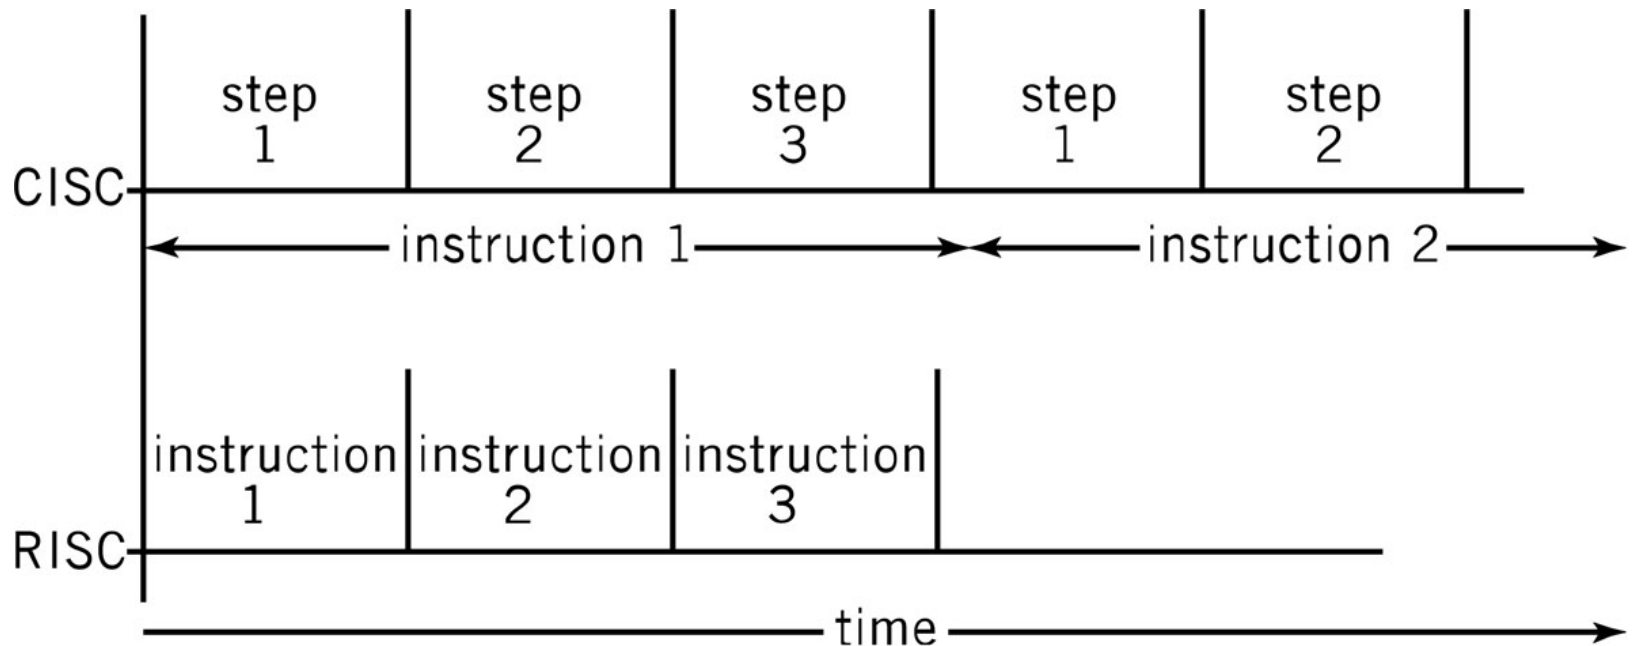 step step step step step
1 2 3 1 2
CISC
instruction 1 instruction 2
instruction instruction instruction
1 2 3
RISC
time